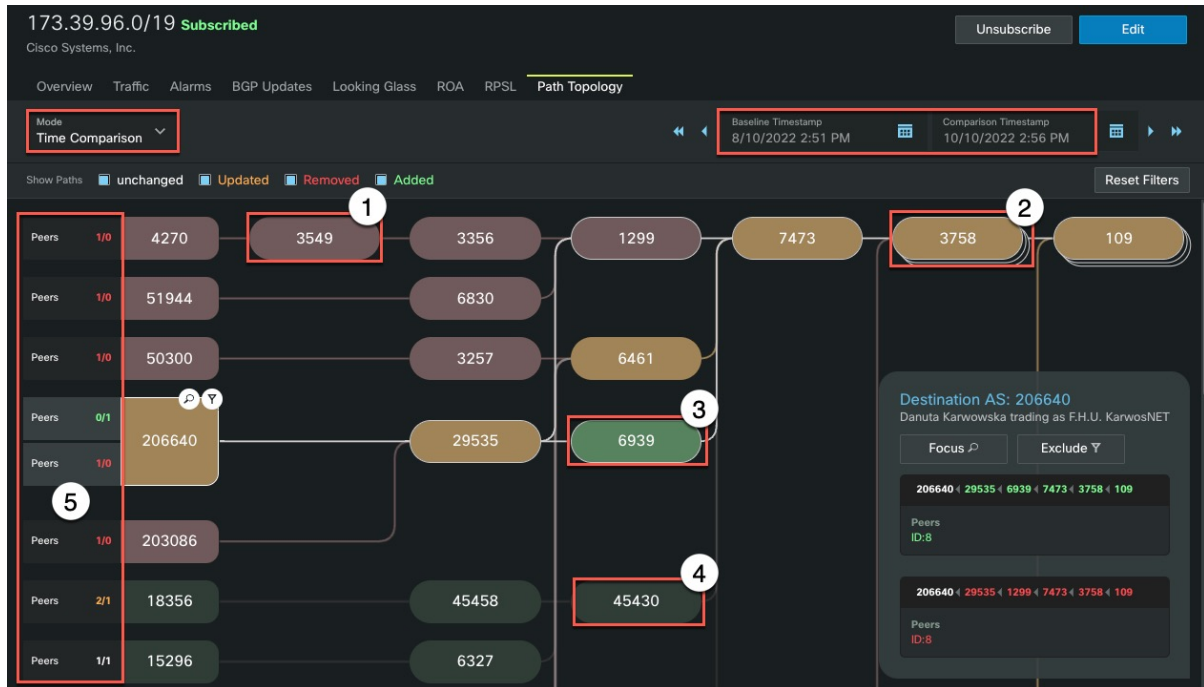 173.39.96.0/19 Subscribed
Cisco Systems, Inc.
Unsubscribe
Edit
Overview Traffic Alarms BGP Updates Looking Glass ROA RPSL Path Topology
Mode
Time Comparison
Baseline Timestamp
8/10/2022 2:51 PM
Comparison Timestamp
10/10/2022 2:56 PM
Show Paths unchanged Updated Removed Added
Reset Filters
1
2
Peers 1/0 4270 3549 3356 1299 7473 3758 109
Peers 1/0 51944 6830
Peers 1/0 50300 3257 6461
3
Peers 0/1
206640 29535 6939
Peers 1/0
5
Peers 1/0 203086
4
Peers 2/1 18356 45458 45430
Peers 1/1 15296 6327
Destination AS: 206640
Danuta Karwowska trading as F.H.U. KarwosNET
Focus
Exclude
206640 29535 6939 7473 3758 109
Peers
ID:8
206640 29535 1299 7473 3758 109
Peers
ID:8